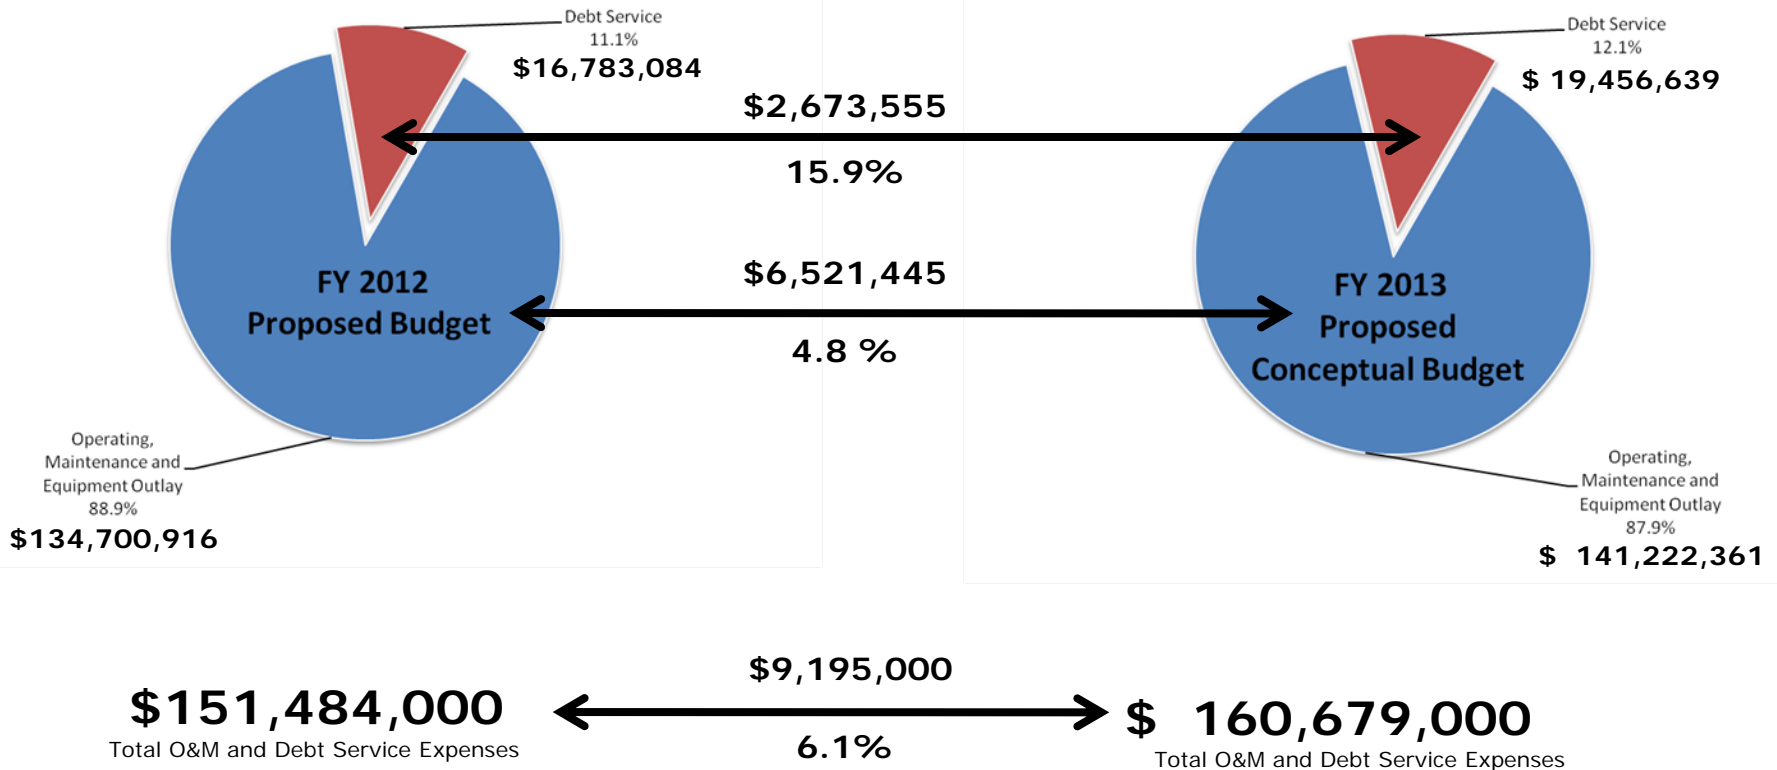 Debt Service
11.1%
$16,783,084
FY 2012
Proposed Budget
Operating,
Maintenance and
Equipment Outlay
88.9%
$134,700,916
$2,673,555
15.9%
$6,521,445
4.8 %
Debt Service
12.1%
$ 19,456,639
FY 2013
Proposed
Conceptual Budget
Operating,
Maintenance and
Equipment Outlay
87.9%
$ 141,222,361
$151,484,000
Total O&M and Debt Service Expenses
$9,195,000
6.1%
$ 160,679,000
Total O&M and Debt Service Expenses